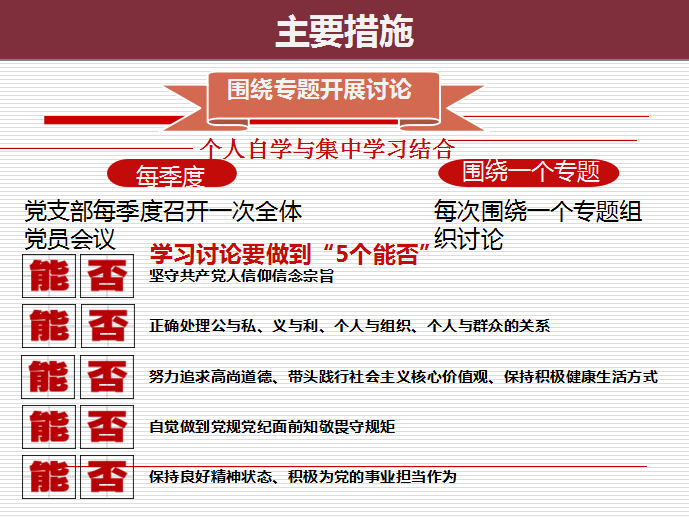 主要措施
围绕专题开展讨论
个人自学与集中学习结合
每季度
围绕一个专题
党支部每季度召开一次全体
党员会议
每次围绕一个专题组
织讨论
学习讨论要做到“5个能否”
能否 坚守共产党人信仰信念宗旨
能否 正确处理公与私、义与利、个人与组织、个人与群众的关系
能否 努力追求高尚道德、带头践行社会主义核心价值观、保持积极健康生活方式
能否 自觉做到党规党纪面前知敬畏守规矩
能否 保持良好精神状态、积极为党的事业担当作为